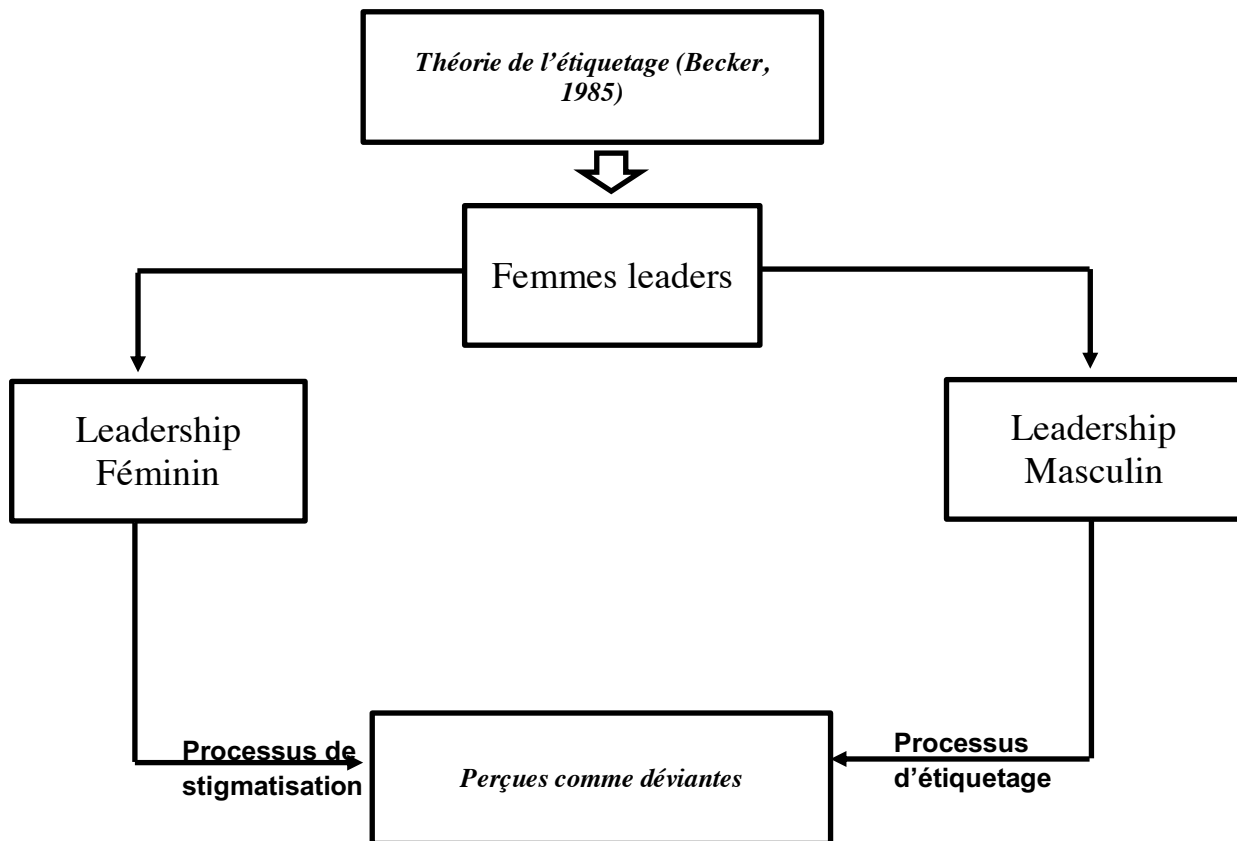 Théorie de l’étiquetage (Becker,
1985)
Femmes leaders
Leadership
Féminin
Leadership
Masculin
Processus de
stigmatisation
Perçues comme déviantes
Processus
d’étiquetage